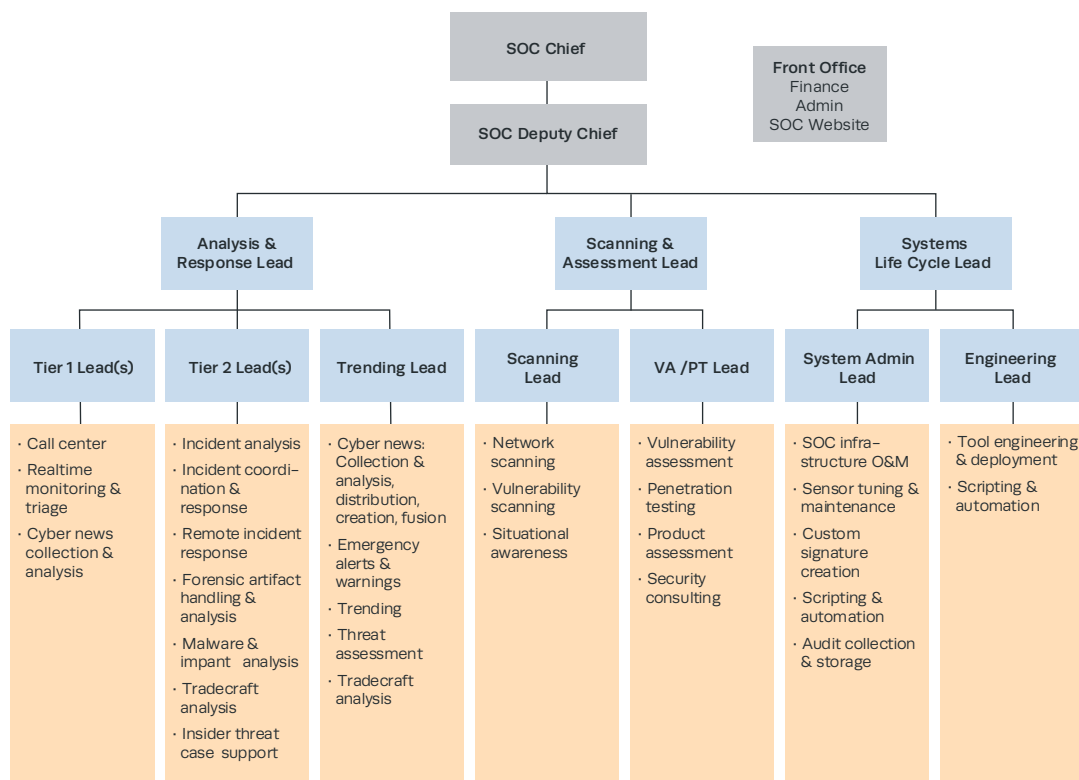 SOC Chief
Front Office
Finance
Admin
SOC Website
SOC Deputy Chief
Analysis &
Response Lead
Scanning &
Assessment Lead
Systems
Life Cycle Lead
Tier 1 Lead(s)
Tier 2 Lead(s)
Trending Lead
Scanning
Lead
VA /PT Lead
System Admin
Lead
Engineering
Lead
· Call center
· Realtime
monitoring &
triage
· Cyber news
collection &
analysis
· Incident analysis
· Incident coordi-
nation &
response
· Remote incident
response
· Forensic artifact
handling &
analysis
· Malware &
impant analysis
· Tradecraft
analysis
· Insider threat
case support
· Cyber news:
Collection &
analysis,
distribution,
creation, fusion
· Emergency
alerts &
warnings
· Trending
· Threat
assessment
· Tradecraft
analysis
· Network
scanning
· Vulnerability
scanning
· Situational
awareness
· Vulnerability
assessment
· Penetration
testing
· Product
assessment
· Security
consulting
· SOC infra-
structure O&M
· Sensor tuning &
maintenance
· Custom
signature
creation
· Scripting &
automation
· Audit collection
& storage
· Tool engineering
& deployment
· Scripting &
automation